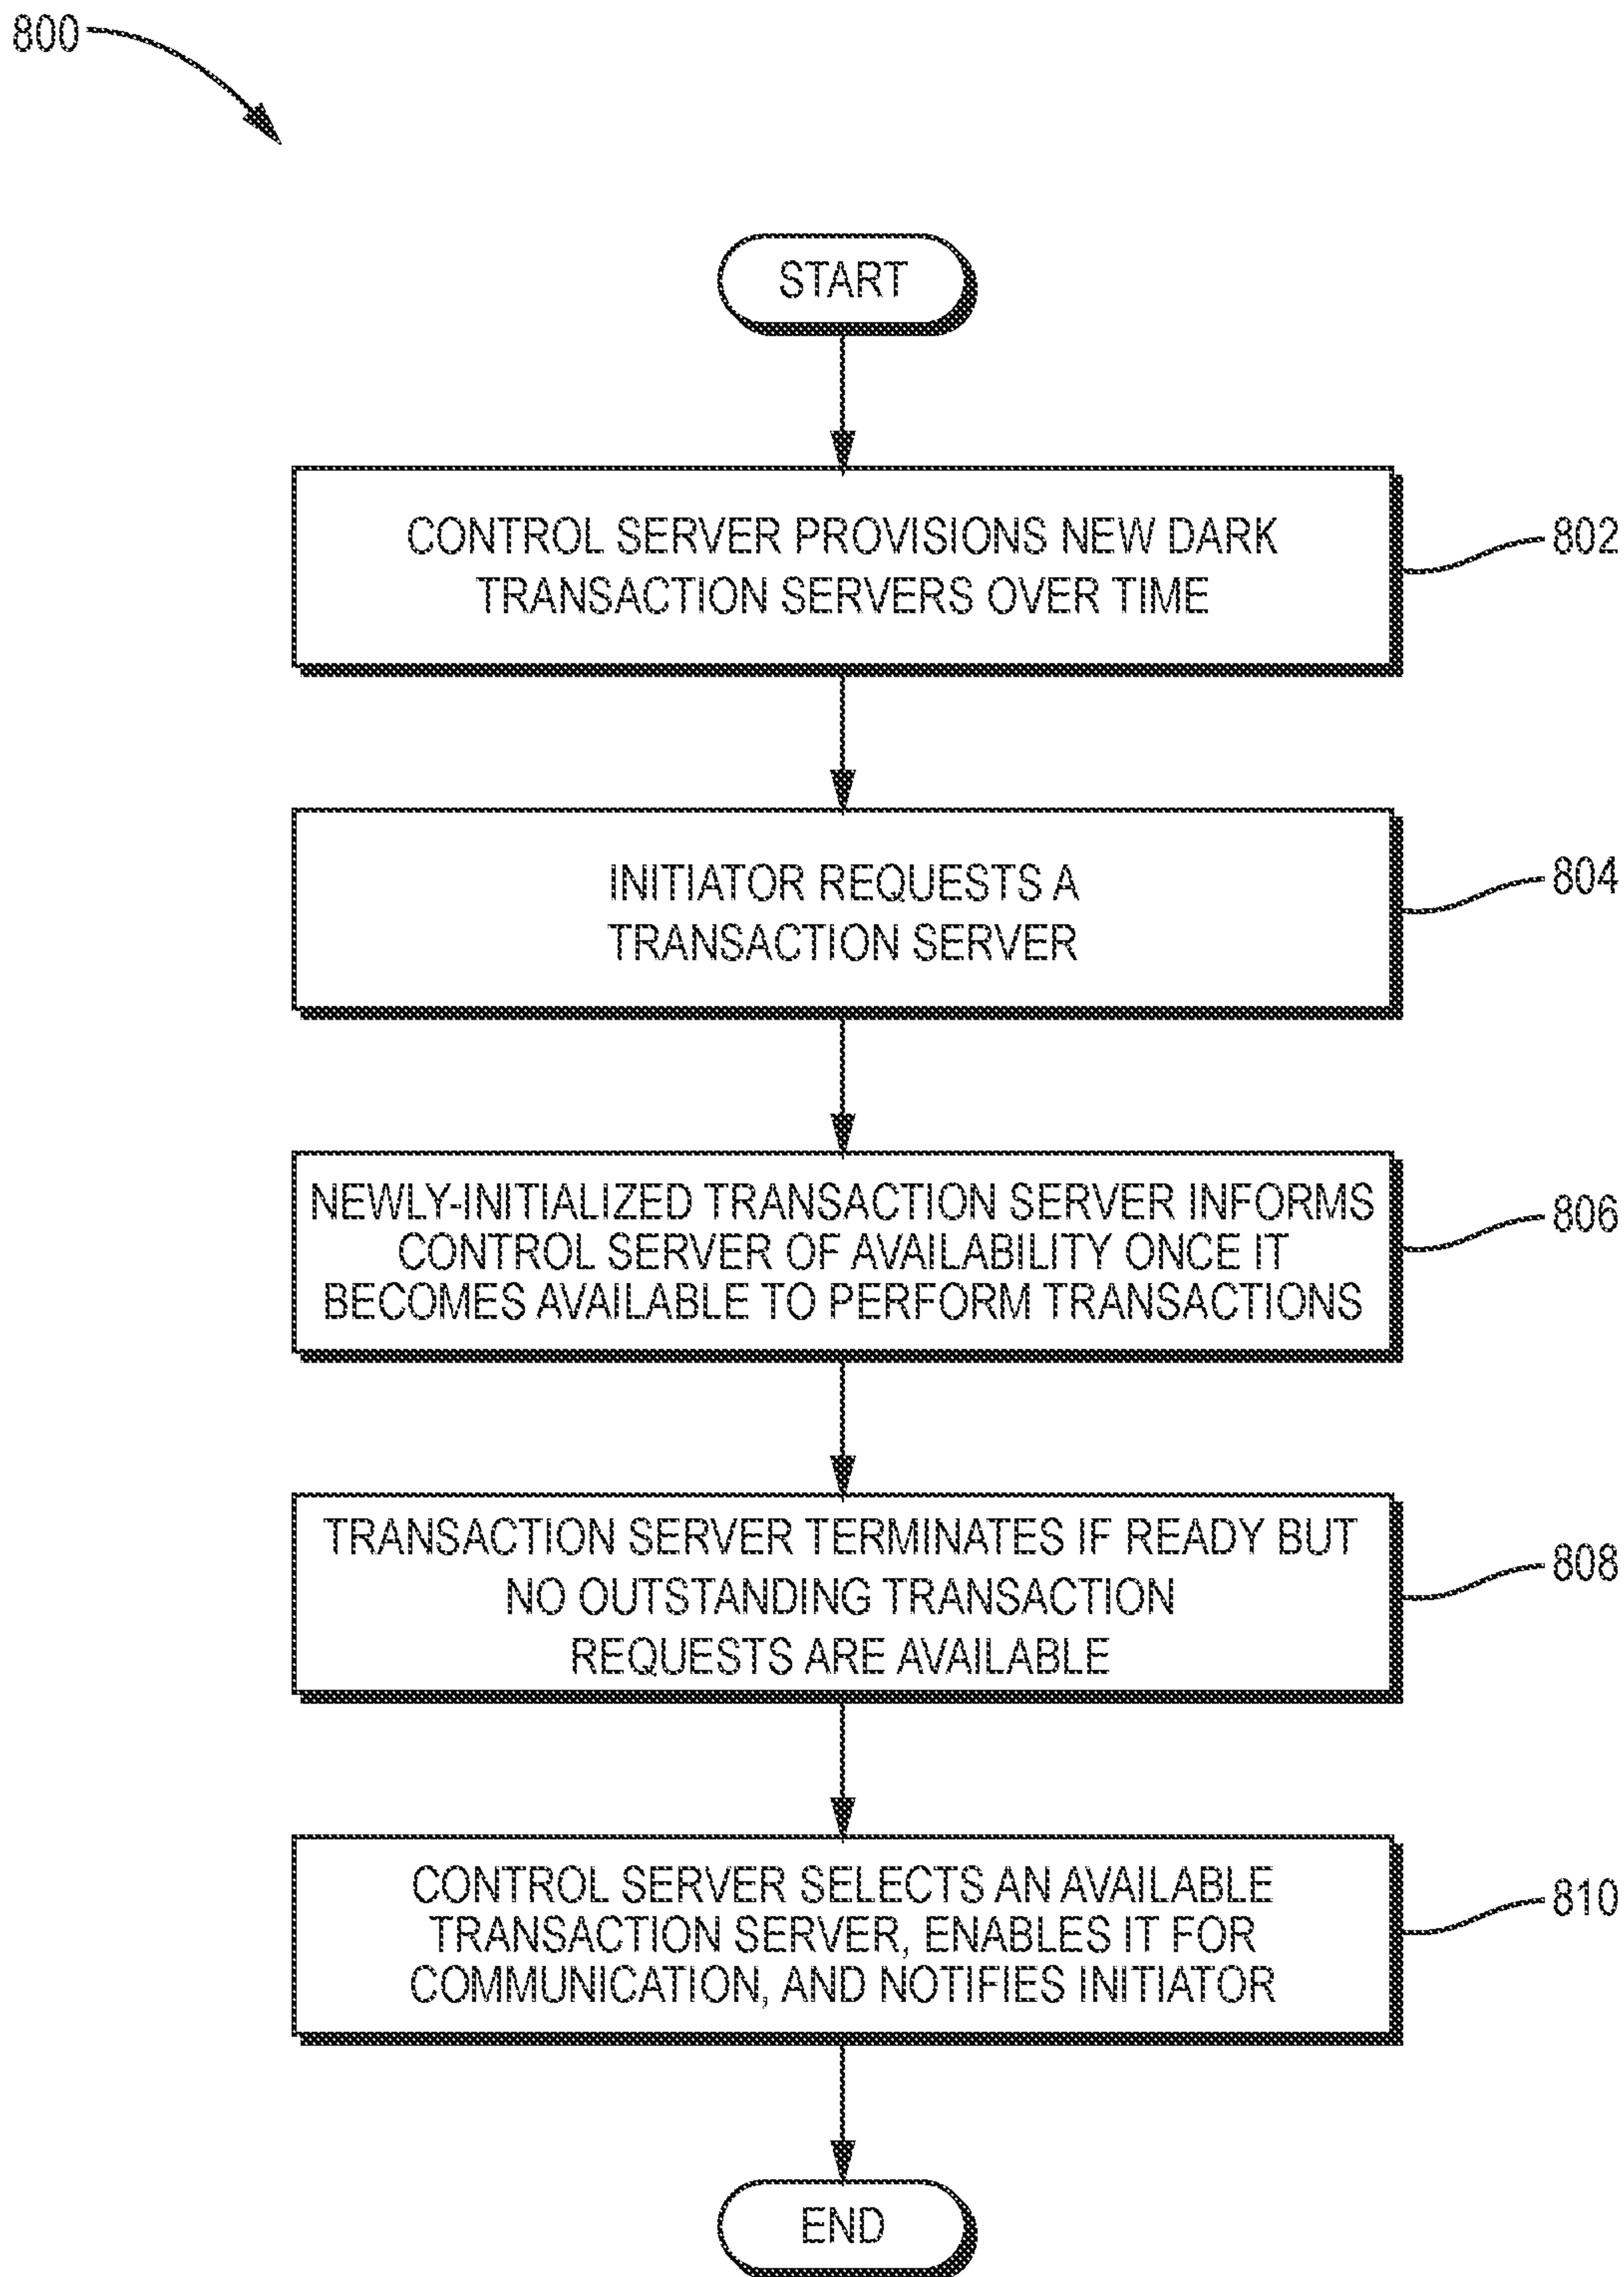 800
START
CONTROL SERVER PROVISIONS NEW DARK
TRANSACTION SERVERS OVER TIME
802
INITIATOR REQUESTS A
TRANSACTION SERVER
804
NEWLY-INITIALIZED TRANSACTION SERVER INFORMS
CONTROL SERVER OF AVAILABILITY ONCE IT
BECOMES AVAILABLE TO PERFORM TRANSACTIONS
806
TRANSACTION SERVER TERMINATES IF READY BUT
NO OUTSTANDING TRANSACTION
REQUESTS ARE AVAILABLE
808
CONTROL SERVER SELECTS AN AVAILABLE
TRANSACTION SERVER, ENABLES IT FOR
COMMUNICATION, AND NOTIFIES INITIATOR
810
END